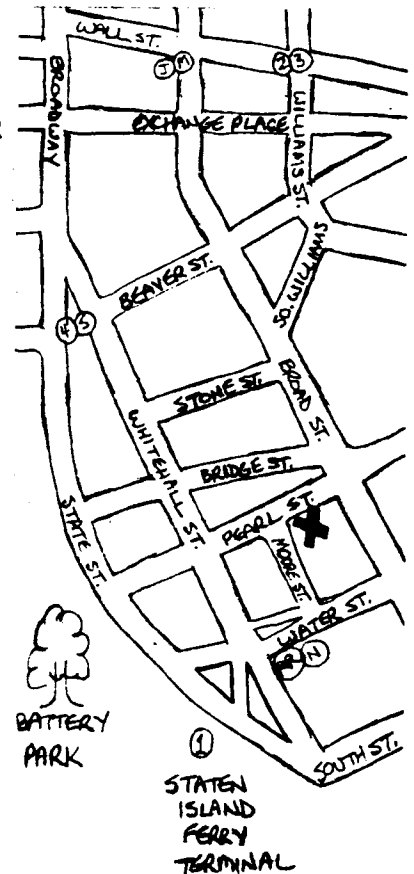 WALL ST.
J M
2 3
BROADWAY
EXCHANGE PLACE
WILLIAMS ST.
BEAVER ST.
SO. WILLIAMS
4 5
STONE ST.
BROAD ST.
WHITEHALL ST.
BRIDGE ST.
PEARL ST.
STATE ST.
MOORE ST.
WATER ST.
N
BATTERY
PARK
1
SOUTH ST.
STATEN
ISLAND
FERRY
TERMINAL